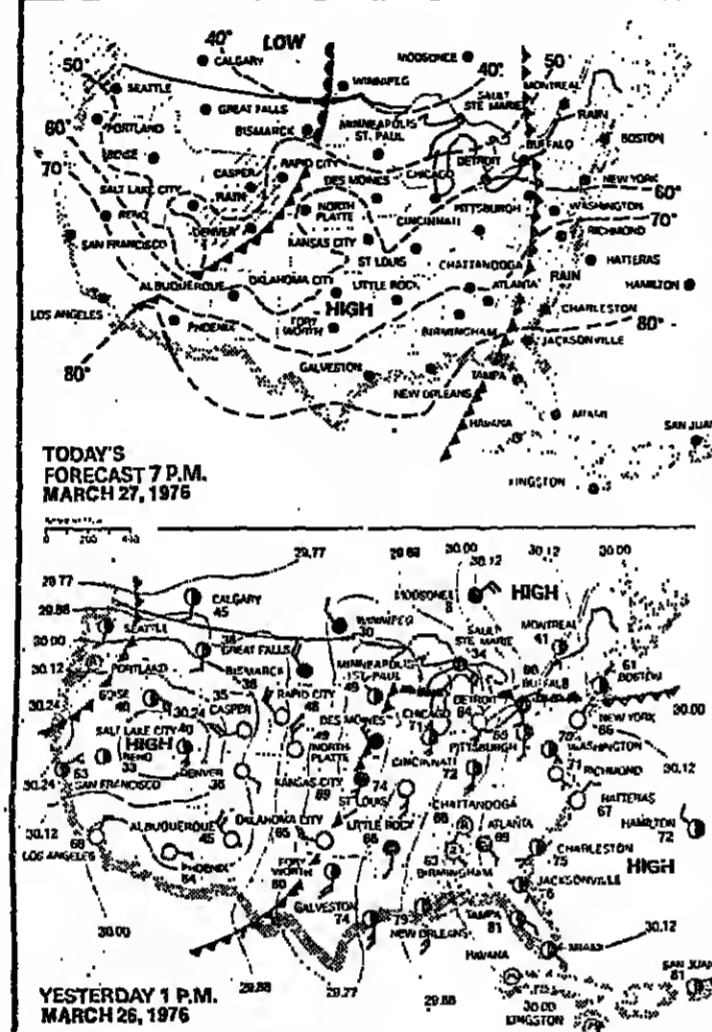 40° LOW
CALGARY MOOSONEE
50° 50°
SEATTLE WINNIPEG 40° MONTREAL
GREAT FALLS SAULT STE MARIE
PORTLAND BISMARCK MINNEAPOLIS ST. PAUL RAIN
60° BOISE DETROIT BUFFALO BOSTON
70° CASPER RAPID CITY DES MOINES CHICAGO
SALT LAKE CITY RAIN NORTH PLATTE NEW YORK
RENO CINCINNATI PITTSBURGH WASHINGTON 60°
DENVER KANSAS CITY 70°
SAN FRANCISCO ST LOUIS RICHMOND
CHATTANOOGA HATTERAS
ALBUQUERQUE OKLAHOMA CITY LITTLE ROCK ATLANTA RAIN HAMILTON
LOS ANGELES HIGH CHARLESTON
PHOENIX FORT WORTH BIRMINGHAM 80°
JACKSONVILLE
80° GALVESTON
NEW ORLEANS TAMPA
HAVANA MIAMI
SAN JUAN
TODAY'S
FORECAST 7 P.M.
MARCH 27, 1976
KINGSTON
0 200 400
29.77 30.00 30.12 30.12 30.00
29.77
29.88 CALGARY 45 MOOSONEE 8 HIGH
30.00 SEATTLE WINNIPEG 30 MONTREAL 41
GREAT FALLS SAULT STE MARIE 34
30.12 PORTLAND BISMARCK 38 MINNEAPOLIS ST. PAUL 49 61 BOSTON
30.24 BOISE 40 35 RAPID CITY 48 DETROIT 64 BUFFALO
30.24 CASPER DES MOINES CHICAGO 71 NEW YORK 66 30.00
SALT LAKE CITY 40 49 NORTH PLATTE PITTSBURGH 70 WASHINGTON 71
HIGH RENO 33
30.24 53 SAN FRANCISCO DENVER 36 KANSAS CITY 69 74 ST LOUIS CINCINNATI 72 RICHMOND 30.12
CHATTANOOGA 68 HATTERAS 67
30.12 ALBUQUERQUE 45 OKLAHOMA CITY 65 LITTLE ROCK 66 ATLANTA 69 HAMILTON 72
LOS ANGELES 68 CHARLESTON 75 HIGH
PHOENIX 64 FORT WORTH 60 63 BIRMINGHAM JACKSONVILLE
GALVESTON 74 79 NEW ORLEANS TAMPA 81 30.12
30.00 MIAMI
HAVANA
29.88 29.77 29.88 SAN JUAN 81
YESTERDAY 1 P.M.
MARCH 26, 1976
30.00
KINGSTON